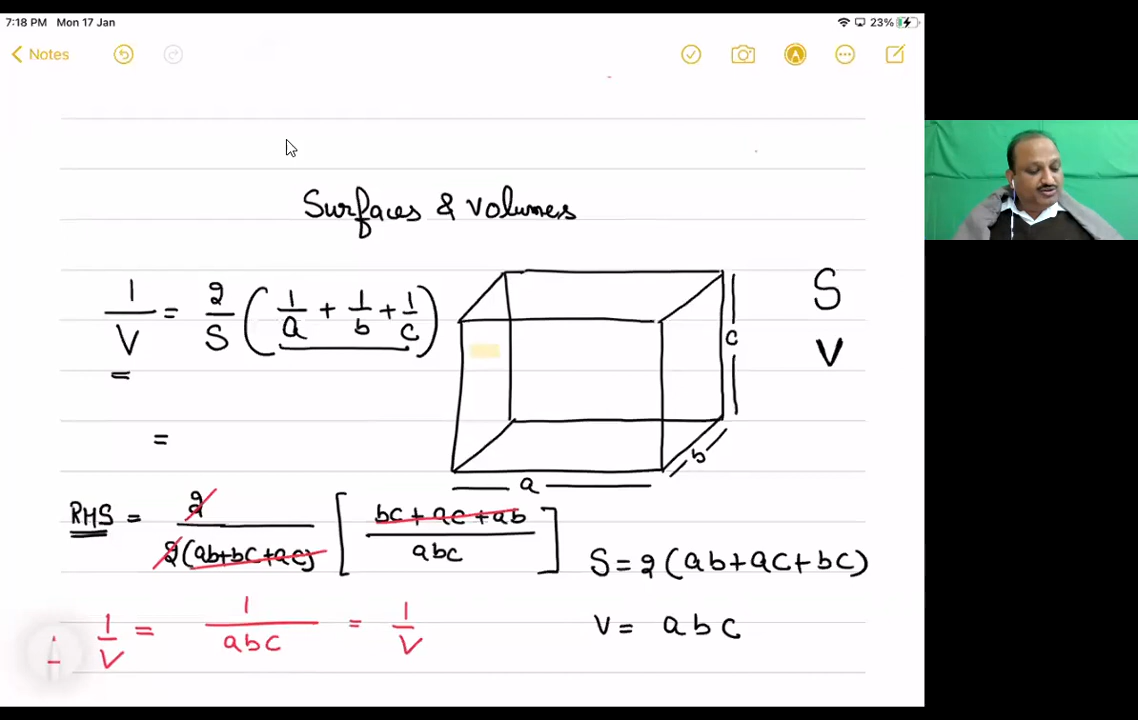 7:18 PM Mon 17 Jan
23%
Notes
Surfaces & Volumes
1/V = 2/S (1/a + 1/b + 1/c)
S
V
=
=
c
b
a
RHS = 2/2(ab+bc+ac) [bc + ac + ab/abc]
S = 2 (ab+ac+bc)
1/V = 1/abc = 1/V
V = abc